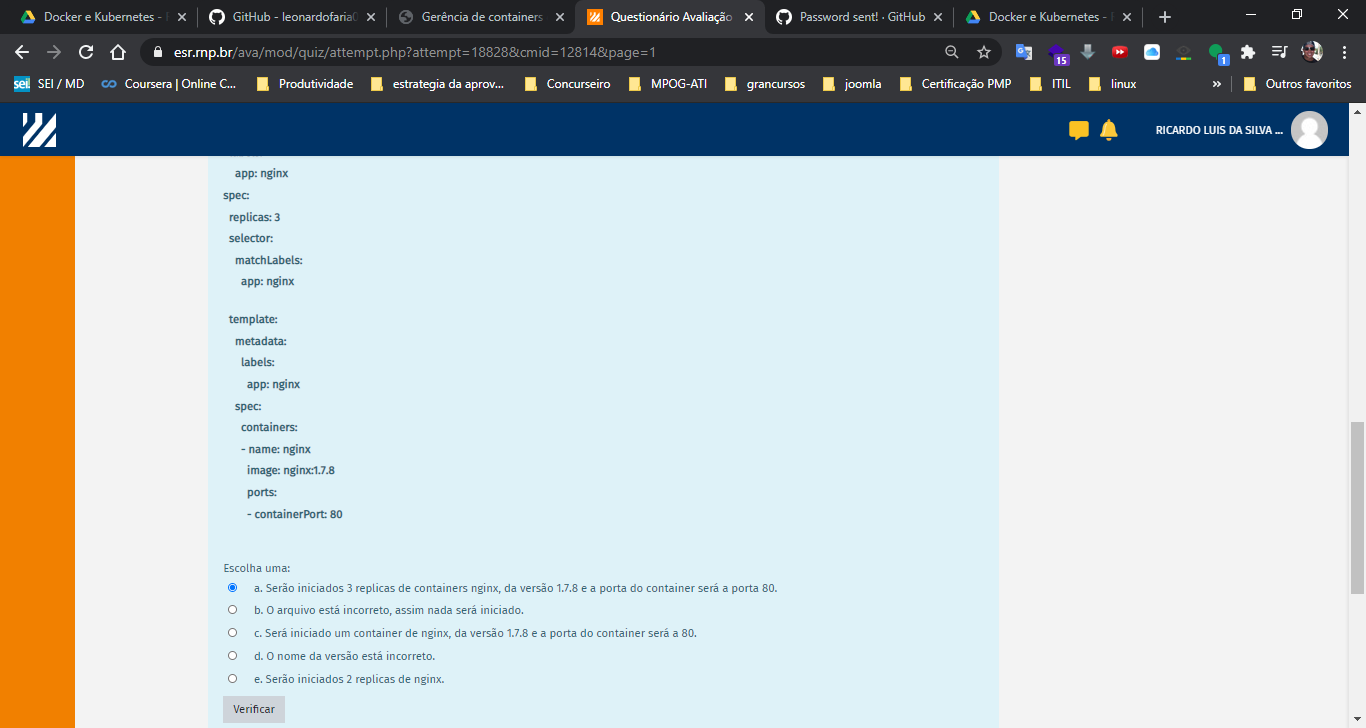 Docker e Kubernetes -
GitHub - leonardofaria
Gerência de containers
Questionário Avaliação
Password sent! · GitHub
Docker e Kubernetes -
esr.rnp.br/ava/mod/quiz/attempt.php?attempt=18828&cmid=12814&page=1
15
1
sei
SEI / MD
Coursera | Online C...
Produtividade
estrategia da aprov...
Concurseiro
MPOG-ATI
grancursos
joomla
Certificação PMP
ITIL
linux
»
Outros favoritos
RICARDO LUIS DA SILVA ...
app: nginx
spec:
replicas: 3
selector:
matchLabels:
app: nginx
template:
metadata:
labels:
app: nginx
spec:
containers:
- name: nginx
image: nginx:1.7.8
ports:
- containerPort: 80
Escolha uma:
a. Serão iniciados 3 replicas de containers nginx, da versão 1.7.8 e a porta do container será a porta 80.
b. O arquivo está incorreto, assim nada será iniciado.
c. Será iniciado um container de nginx, da versão 1.7.8 e a porta do container será a 80.
d. O nome da versão está incorreto.
e. Serão iniciados 2 replicas de nginx.
Verificar